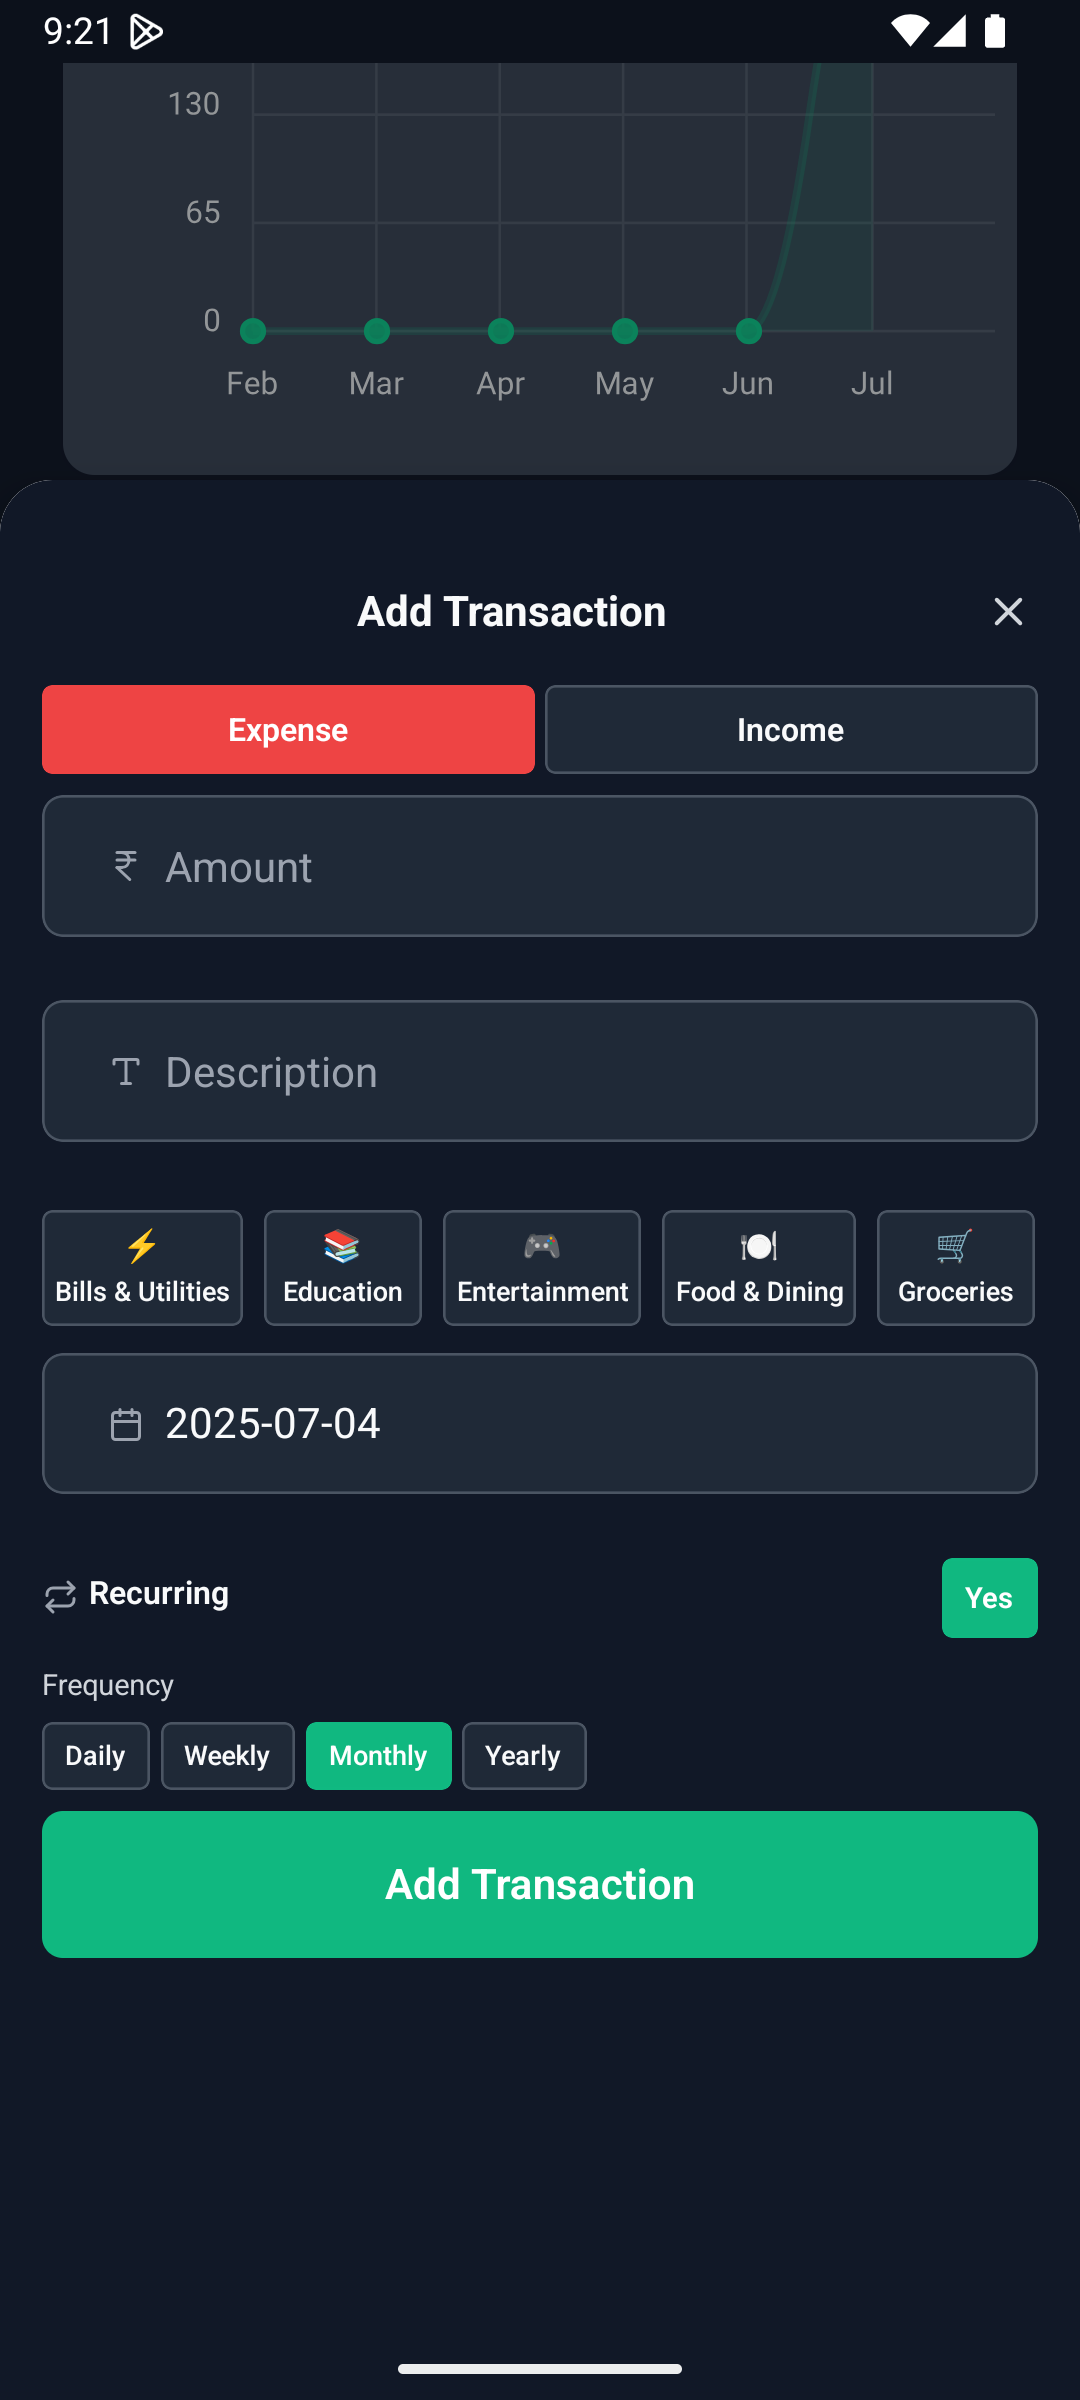 9:21
130
65
0
Feb Mar Apr May Jun Jul
Add Transaction
Expense Income
₹ Amount
Description
Bills & Utilities Education Entertainment Food & Dining Groceries
2025-07-04
Recurring Yes
Frequency
Daily Weekly Monthly Yearly
Add Transaction